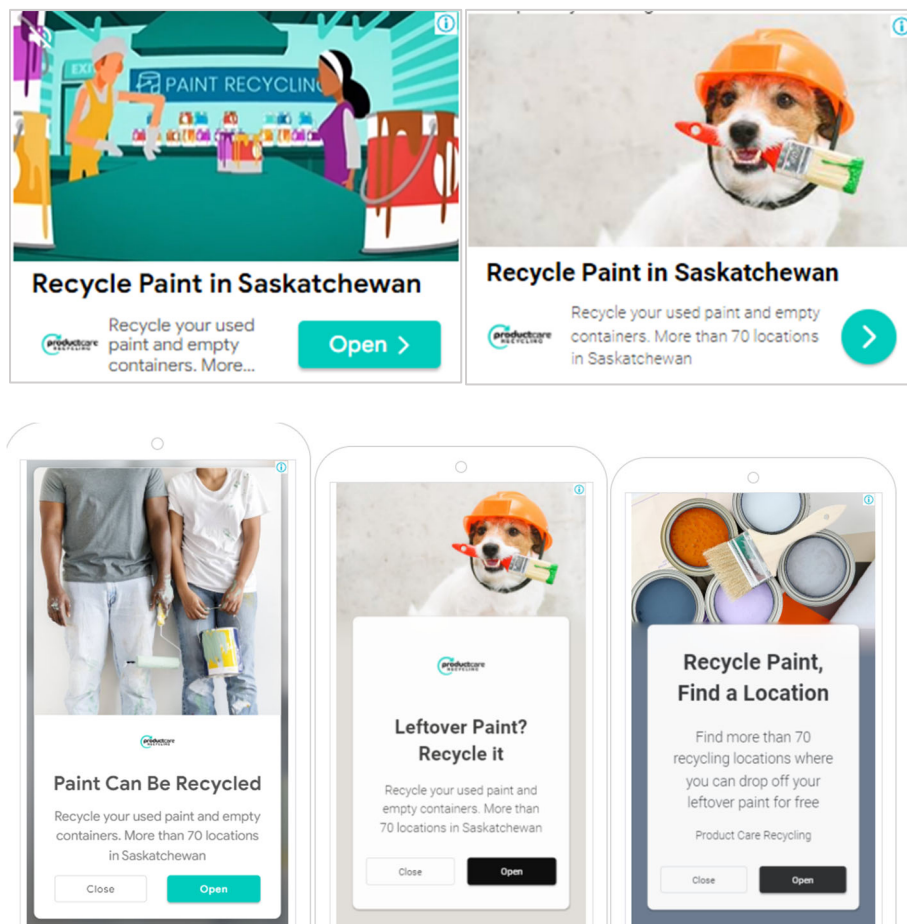 EXIT
PAINT RECYCLING
Recycle Paint in Saskatchewan
productcare
RECYCLING
Recycle your used
paint and empty
containers. More...
Open >
Recycle Paint in Saskatchewan
productcare
RECYCLING
Recycle your used paint and empty
containers. More than 70 locations
in Saskatchewan
productcare
RECYCLING
Paint Can Be Recycled
Recycle your used paint and empty
containers. More than 70 locations
in Saskatchewan
Close
Open
productcare
RECYCLING
Leftover Paint?
Recycle it
Recycle your used paint and
empty containers. More than
70 locations in Saskatchewan
Close
Open
Recycle Paint,
Find a Location
Find more than 70
recycling locations where
you can drop off your
leftover paint for free
Product Care Recycling
Close
Open